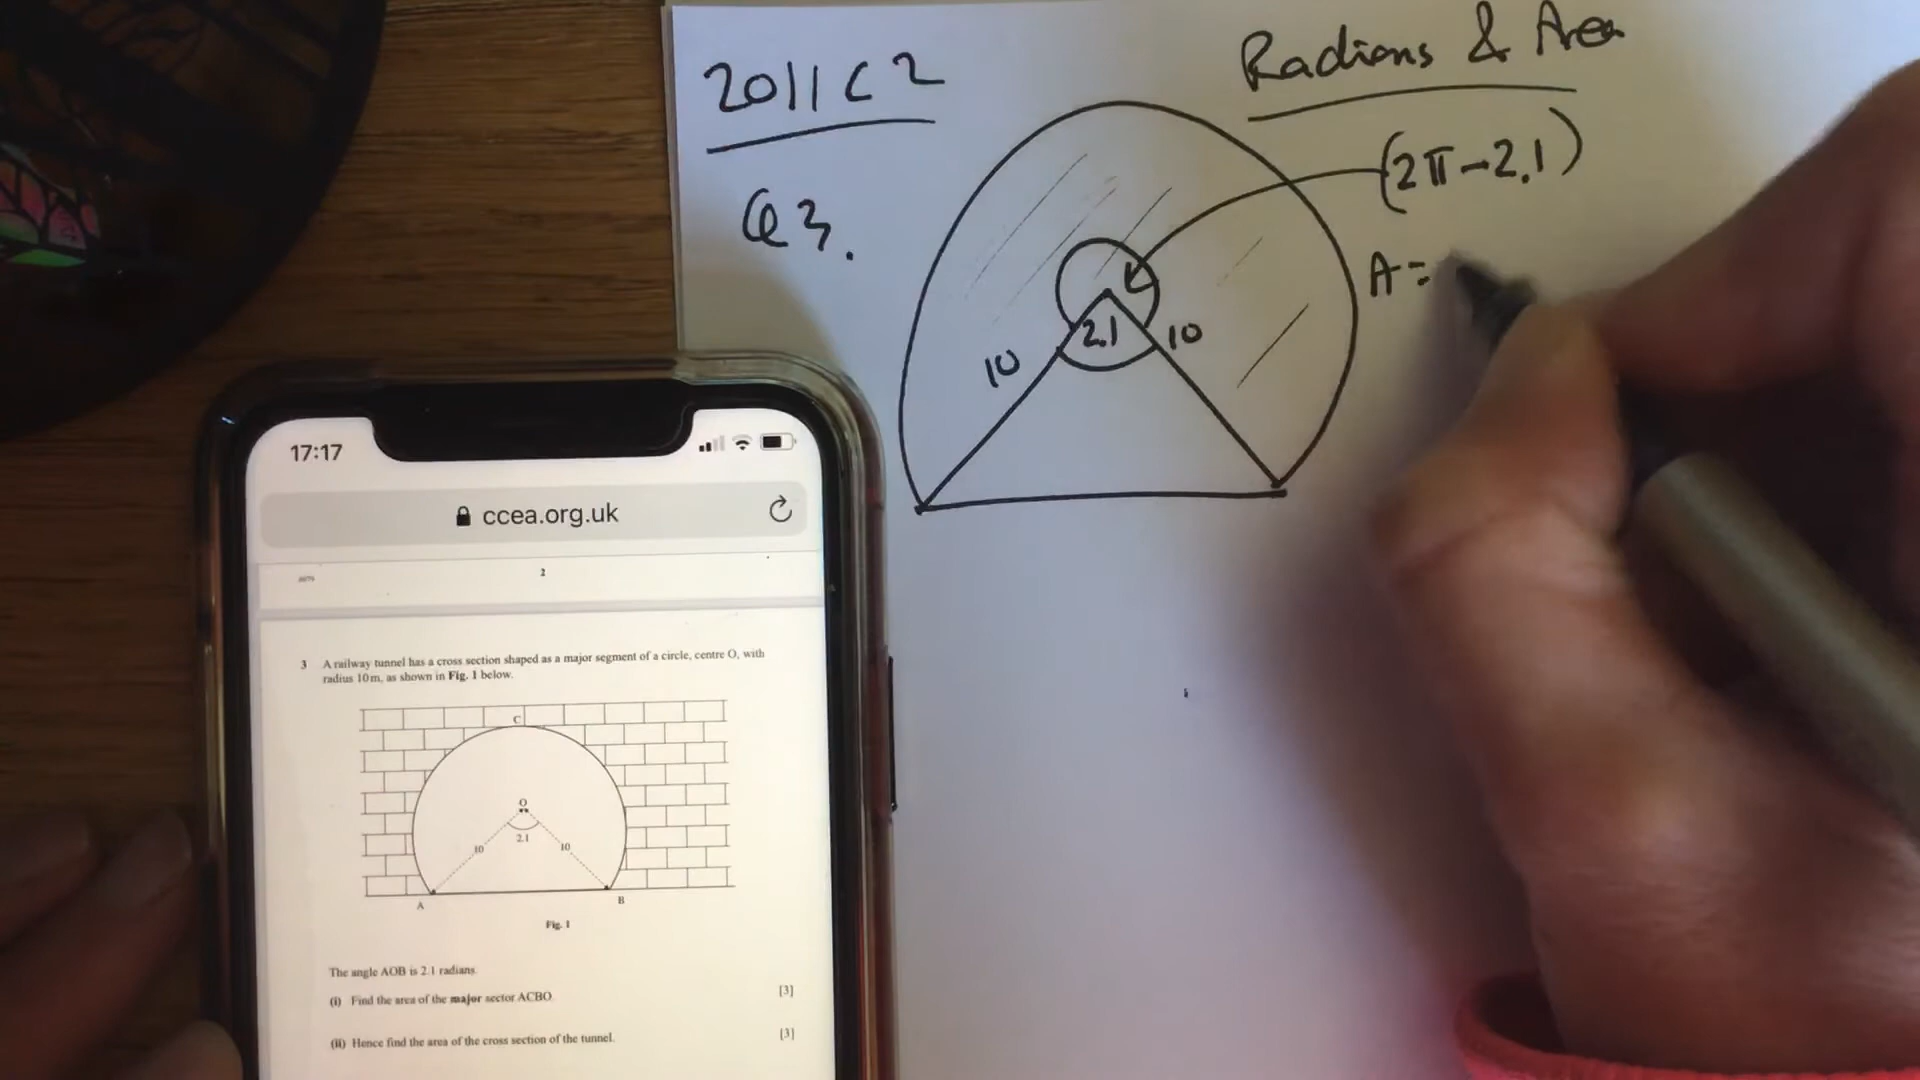 2011 C2
Radians & Area
(2π-2.1)
Q3.
A=
2.1
10
10
17:17
ccea.org.uk
2
3 A railway tunnel has a cross section shaped as a major segment of a circle, centre O, with
radius 10 m, as shown in Fig. 1 below.
C
O
2.1
10
10
A
B
Fig. 1
The angle AOB is 2.1 radians.
(i) Find the area of the major sector ACBO. [3]
(ii) Hence find the area of the cross section of the tunnel. [3]